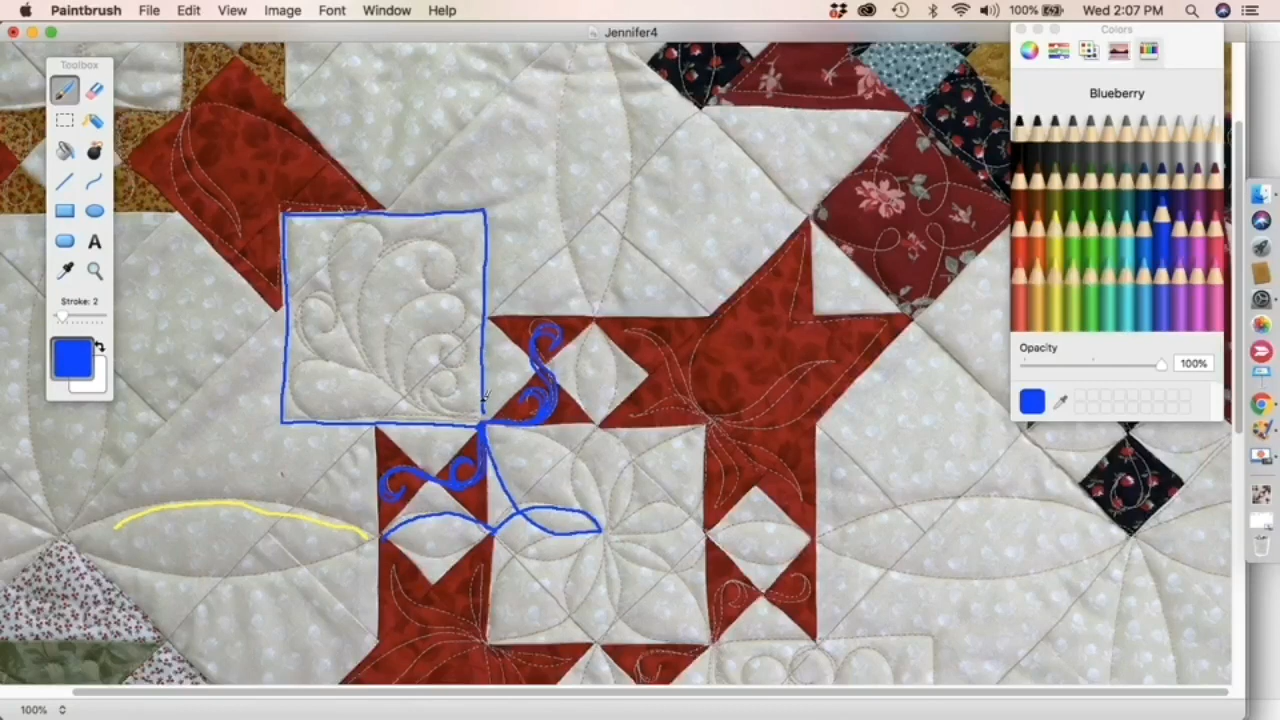 Paintbrush File Edit View Image Font Window Help 100% Wed 2:07 PM
Jennifer4
Toolbox
A
Stroke: 2
Colors
Blueberry
Opacity
100%
100%